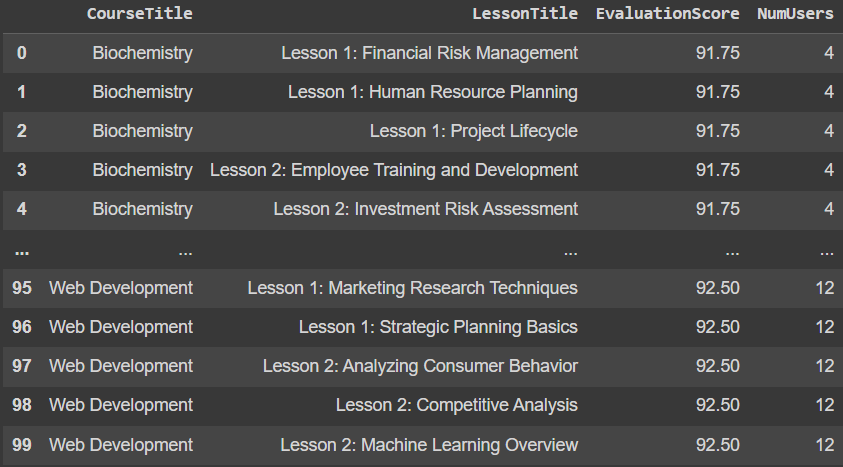 CourseTitle LessonTitle EvaluationScore NumUsers
0 Biochemistry Lesson 1: Financial Risk Management 91.75 4
1 Biochemistry Lesson 1: Human Resource Planning 91.75 4
2 Biochemistry Lesson 1: Project Lifecycle 91.75 4
3 Biochemistry Lesson 2: Employee Training and Development 91.75 4
4 Biochemistry Lesson 2: Investment Risk Assessment 91.75 4
... ... ... ... ...
95 Web Development Lesson 1: Marketing Research Techniques 92.50 12
96 Web Development Lesson 1: Strategic Planning Basics 92.50 12
97 Web Development Lesson 2: Analyzing Consumer Behavior 92.50 12
98 Web Development Lesson 2: Competitive Analysis 92.50 12
99 Web Development Lesson 2: Machine Learning Overview 92.50 12